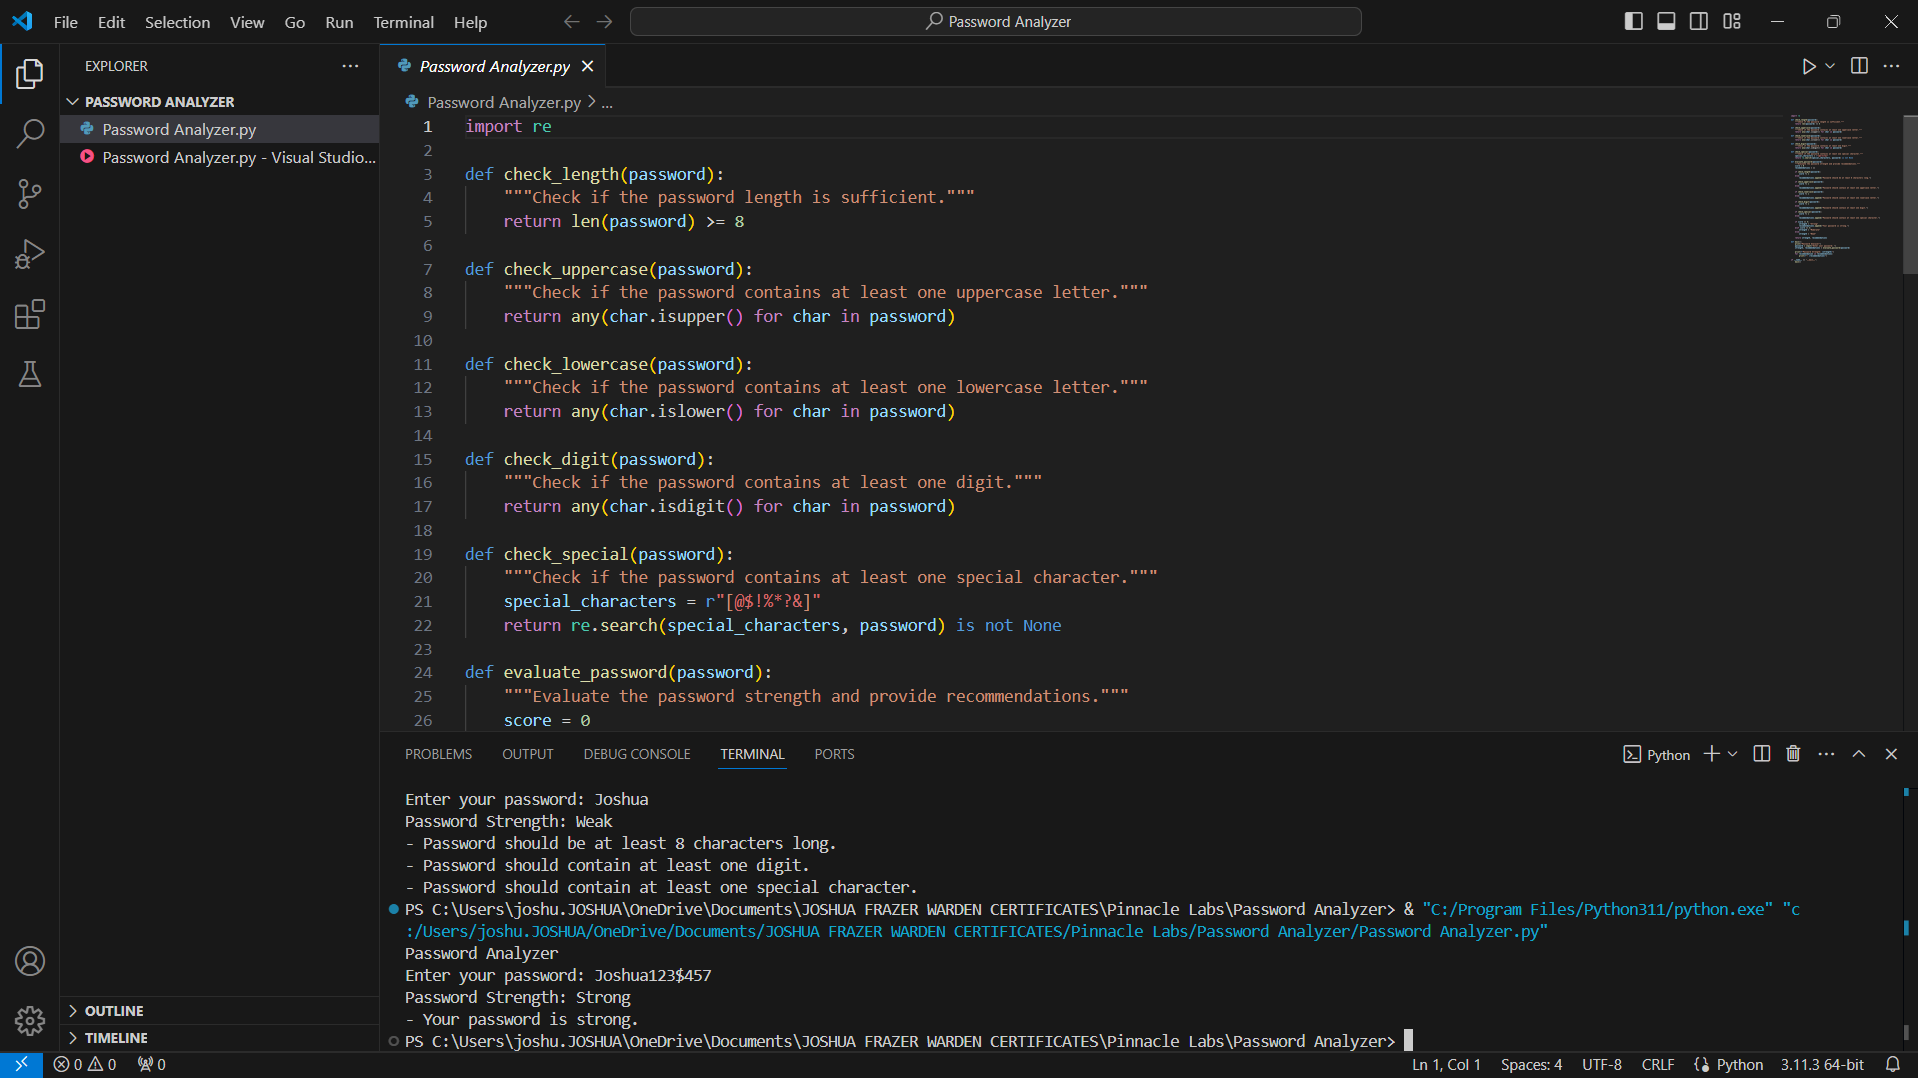 File Edit Selection View Go Run Terminal Help
Password Analyzer
EXPLORER
PASSWORD ANALYZER
Password Analyzer.py
Password Analyzer.py - Visual Studio...
OUTLINE
TIMELINE
Password Analyzer.py
Password Analyzer.py > ...
1 import re
2
3 def check_length(password):
4 """Check if the password length is sufficient."""
5 return len(password) >= 8
6
7 def check_uppercase(password):
8 """Check if the password contains at least one uppercase letter."""
9 return any(char.isupper() for char in password)
10
11 def check_lowercase(password):
12 """Check if the password contains at least one lowercase letter."""
13 return any(char.islower() for char in password)
14
15 def check_digit(password):
16 """Check if the password contains at least one digit."""
17 return any(char.isdigit() for char in password)
18
19 def check_special(password):
20 """Check if the password contains at least one special character."""
21 special_characters = r"[@$!%*?&]"
22 return re.search(special_characters, password) is not None
23
24 def evaluate_password(password):
25 """Evaluate the password strength and provide recommendations."""
26 score = 0
PROBLEMS OUTPUT DEBUG CONSOLE TERMINAL PORTS
Python
Enter your password: Joshua
Password Strength: Weak
- Password should be at least 8 characters long.
- Password should contain at least one digit.
- Password should contain at least one special character.
PS C:\Users\joshu.JOSHUA\OneDrive\Documents\JOSHUA FRAZER WARDEN CERTIFICATES\Pinnacle Labs\Password Analyzer> & "C:/Program Files/Python311/python.exe" "c
:/Users/joshu.JOSHUA/OneDrive/Documents/JOSHUA FRAZER WARDEN CERTIFICATES/Pinnacle Labs/Password Analyzer/Password Analyzer.py"
Password Analyzer
Enter your password: Joshua123$457
Password Strength: Strong
- Your password is strong.
PS C:\Users\joshu.JOSHUA\OneDrive\Documents\JOSHUA FRAZER WARDEN CERTIFICATES\Pinnacle Labs\Password Analyzer>
0 0 0 Ln 1, Col 1 Spaces: 4 UTF-8 CRLF Python 3.11.3 64-bit